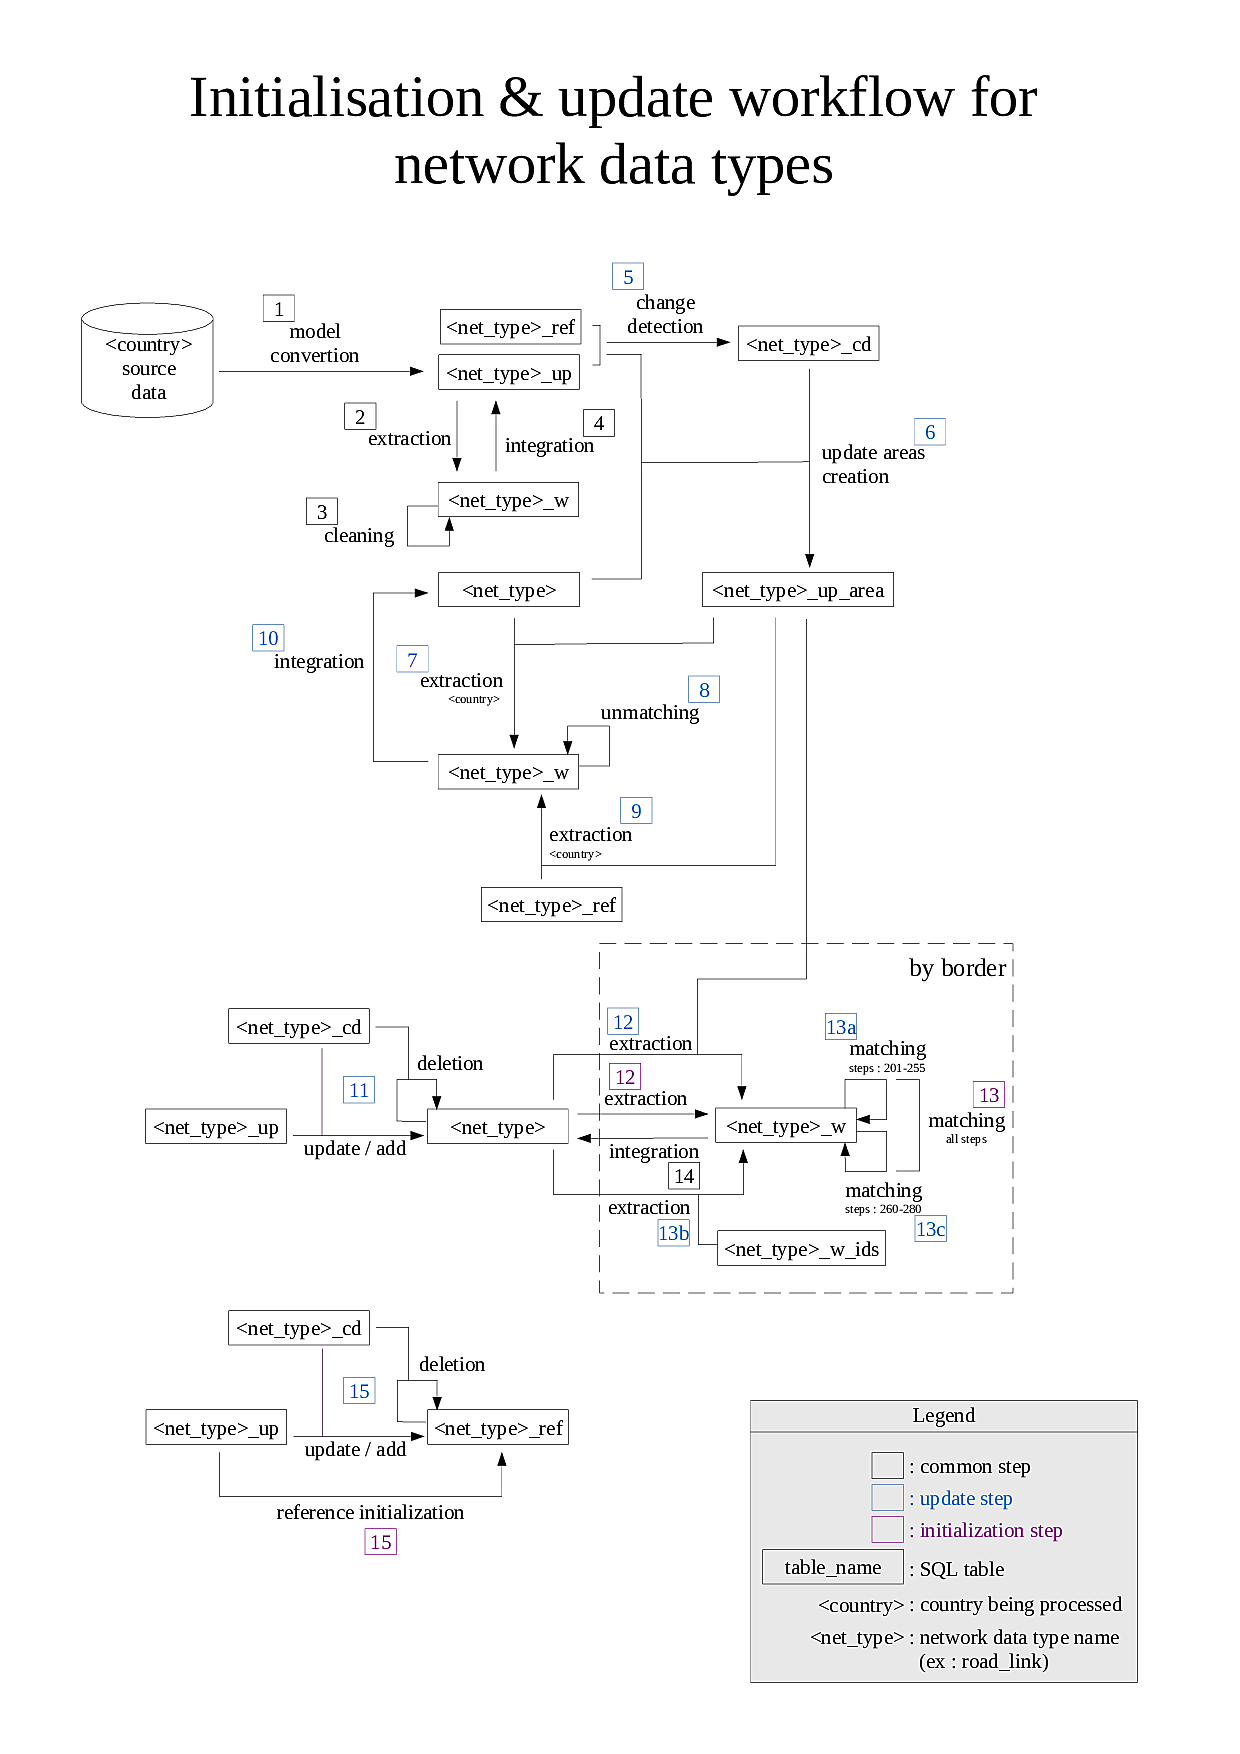 Initialisation & update workflow for
network data types
5
change
detection
1
model
convertion
<country>
source
data
<net_type>_ref
<net_type>_up
<net_type>_cd
2
extraction
4
integration
6
update areas
creation
<net_type>_w
3
cleaning
<net_type>
<net_type>_up_area
10
integration
7
extraction
<country>
8
unmatching
<net_type>_w
9
extraction
<country>
<net_type>_ref
by border
<net_type>_cd
deletion
11
<net_type>_up
update / add
<net_type>
12
extraction
12
extraction
integration
14
extraction
13b
<net_type>_w
13a
matching
steps : 201-255
13
matching
all steps
matching
steps : 260-280
13c
<net_type>_w_ids
<net_type>_cd
deletion
15
<net_type>_up
update / add
<net_type>_ref
reference initialization
15
Legend
: common step
: update step
: initialization step
table_name : SQL table
<country> : country being processed
<net_type> : network data type name
(ex : road_link)